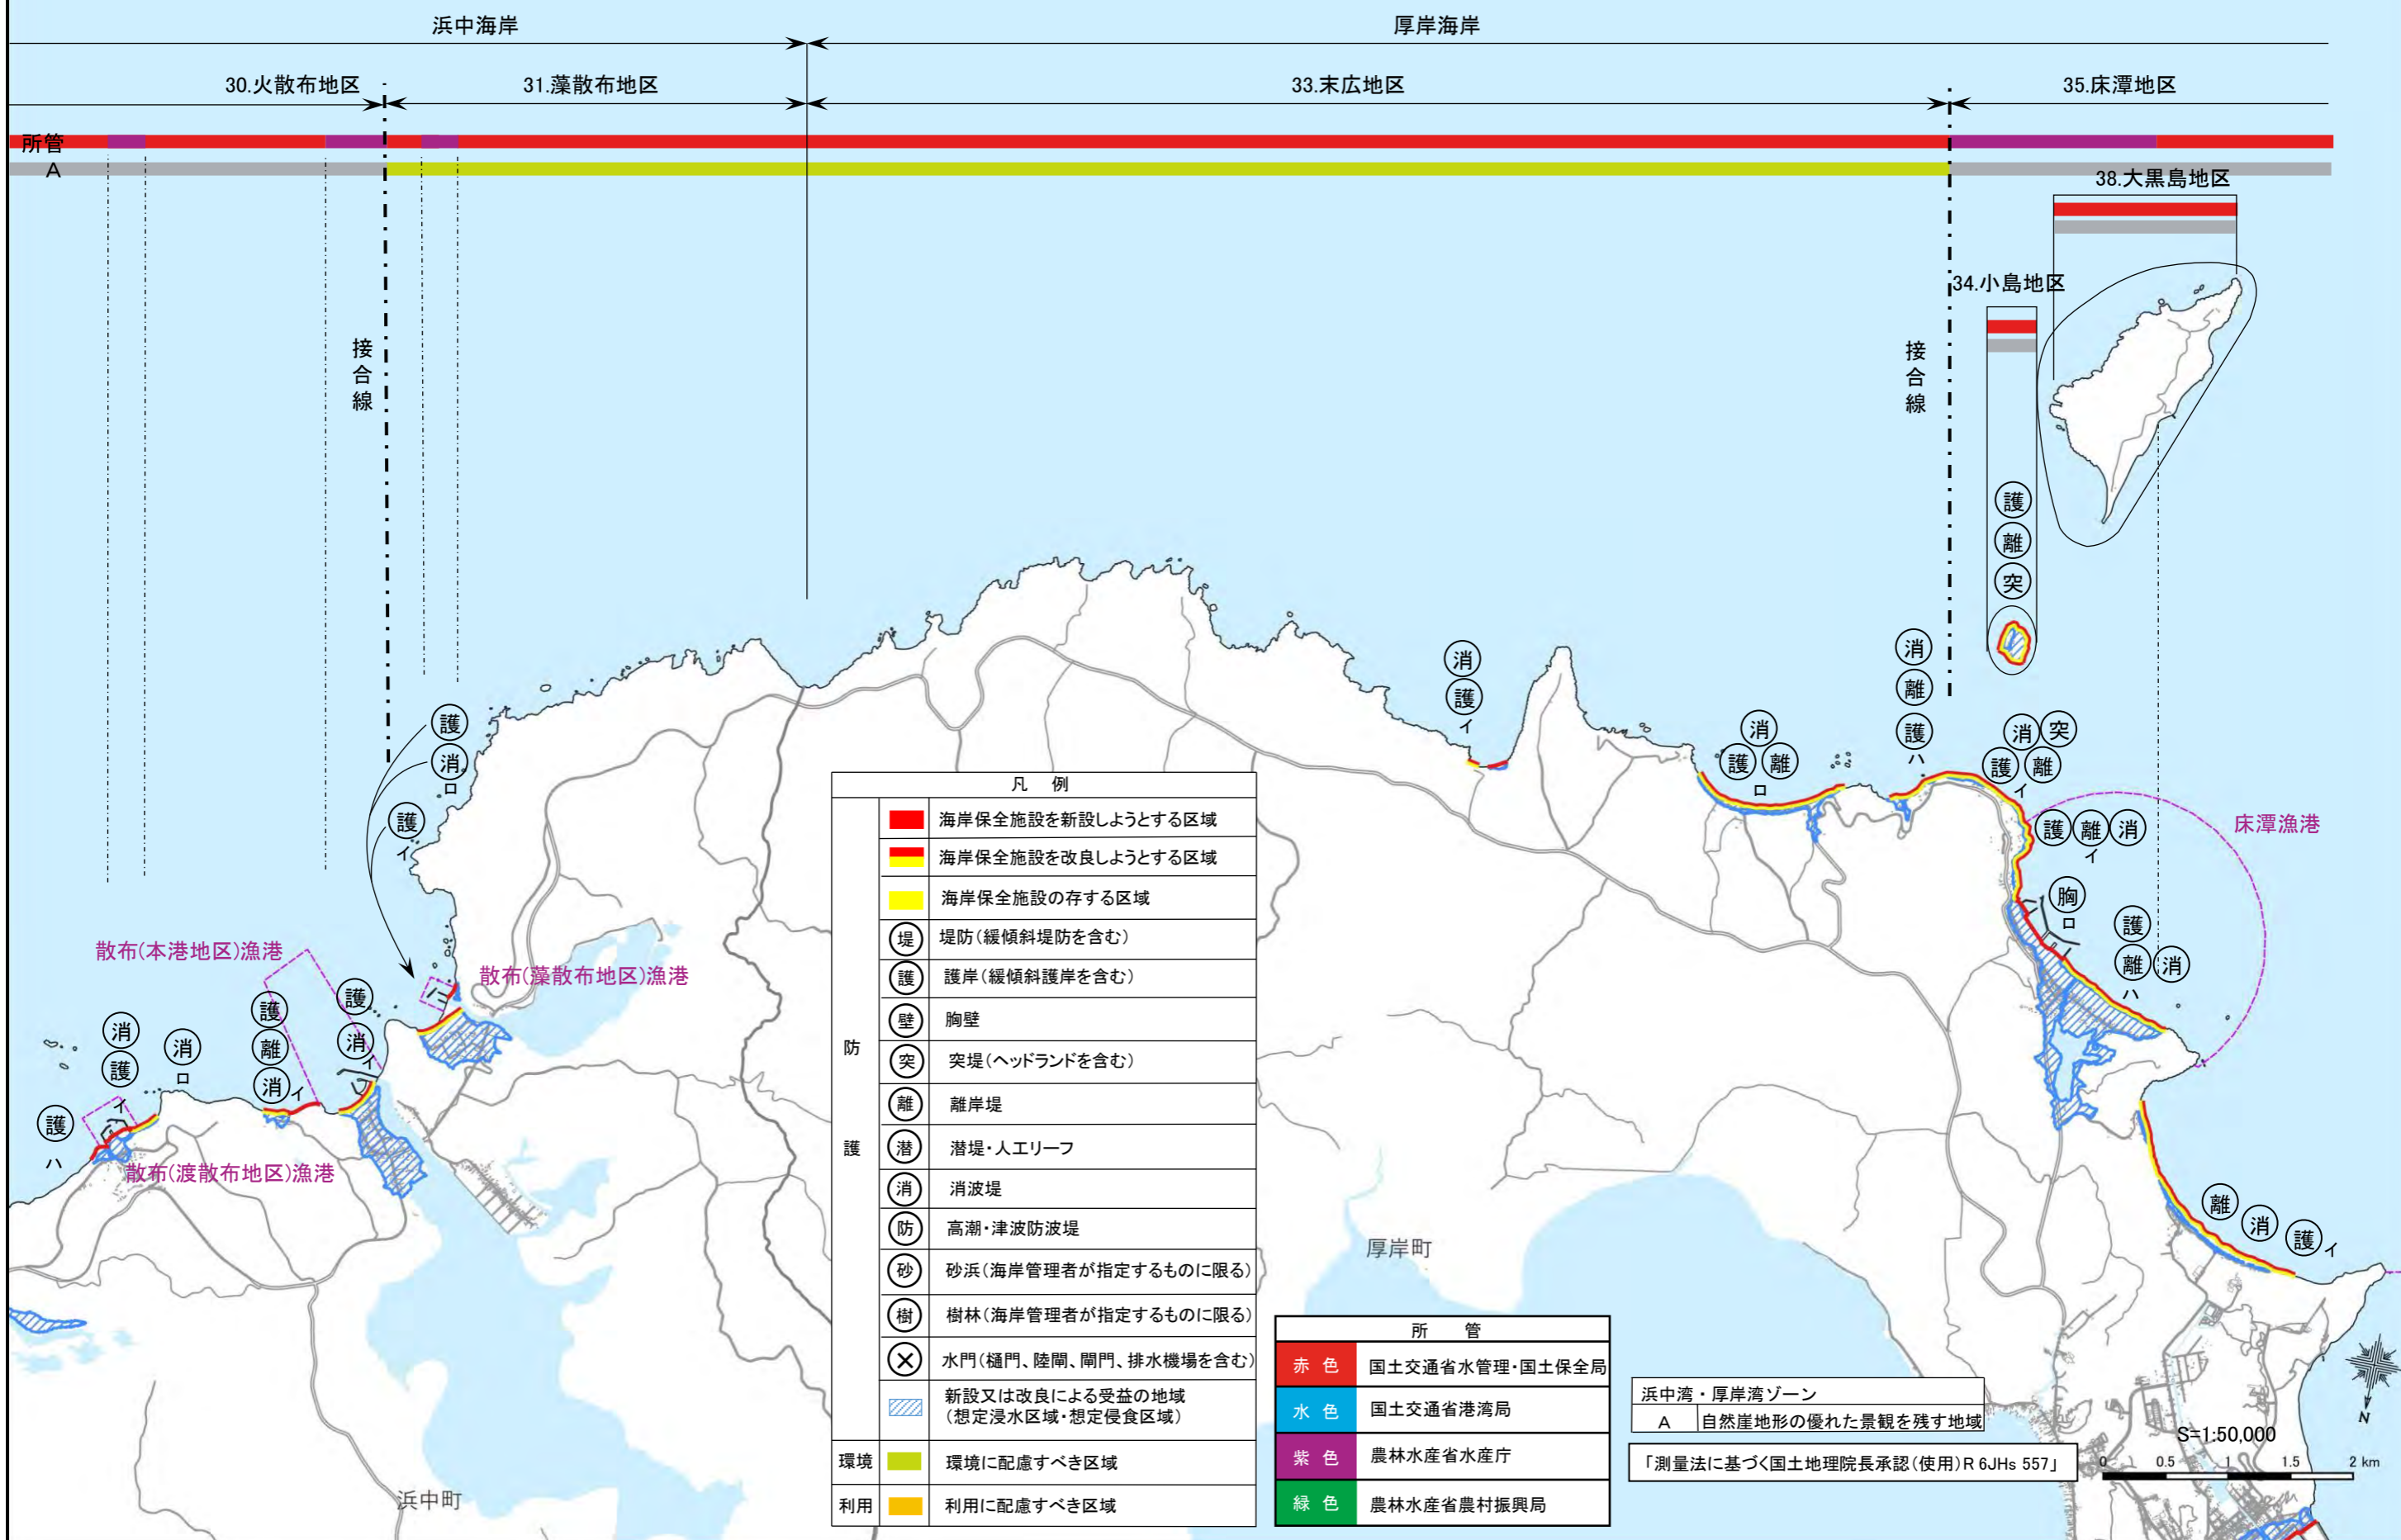 浜中海岸
厚岸海岸
30.火散布地区
31.藻散布地区
33.末広地区
35.床潭地区
所管
A
38.大黒島地区
34.小島地区
接合線
接合線
護
離
突
消
護
イ
消
護 離
ロ
消
離
護
ハ
消 突
護 離
イ
護 離 消
イ
床潭漁港
胸
ロ
護
離 消
ハ
離 消 護 イ
護
消
ロ
護
イ
散布(本港地区)漁港
散布(藻散布地区)漁港
護
消
イ
護
離
消 イ
消
ロ
消
護
イ
護
ハ
散布(渡散布地区)漁港
厚岸町
浜中町
凡 例
防護
海岸保全施設を新設しようとする区域
海岸保全施設を改良しようとする区域
海岸保全施設の存する区域
堤 堤防(緩傾斜堤防を含む)
護 護岸(緩傾斜護岸を含む)
壁 胸壁
突 突堤(ヘッドランドを含む)
離 離岸堤
潜 潜堤・人工リーフ
消 消波堤
防 高潮・津波防波堤
砂 砂浜(海岸管理者が指定するものに限る)
樹 樹林(海岸管理者が指定するものに限る)
水門(樋門、陸閘、閘門、排水機場を含む)
新設又は改良による受益の地域
(想定浸水区域・想定侵食区域)
環境 環境に配慮すべき区域
利用 利用に配慮すべき区域
所 管
赤 色 国土交通省水管理・国土保全局
水 色 国土交通省港湾局
紫 色 農林水産省水産庁
緑 色 農林水産省農村振興局
浜中湾・厚岸湾ゾーン
A 自然崖地形の優れた景観を残す地域
「測量法に基づく国土地理院長承認(使用)R 6JHs 557」
S=1:50,000
0 0.5 1 1.5 2 km
N